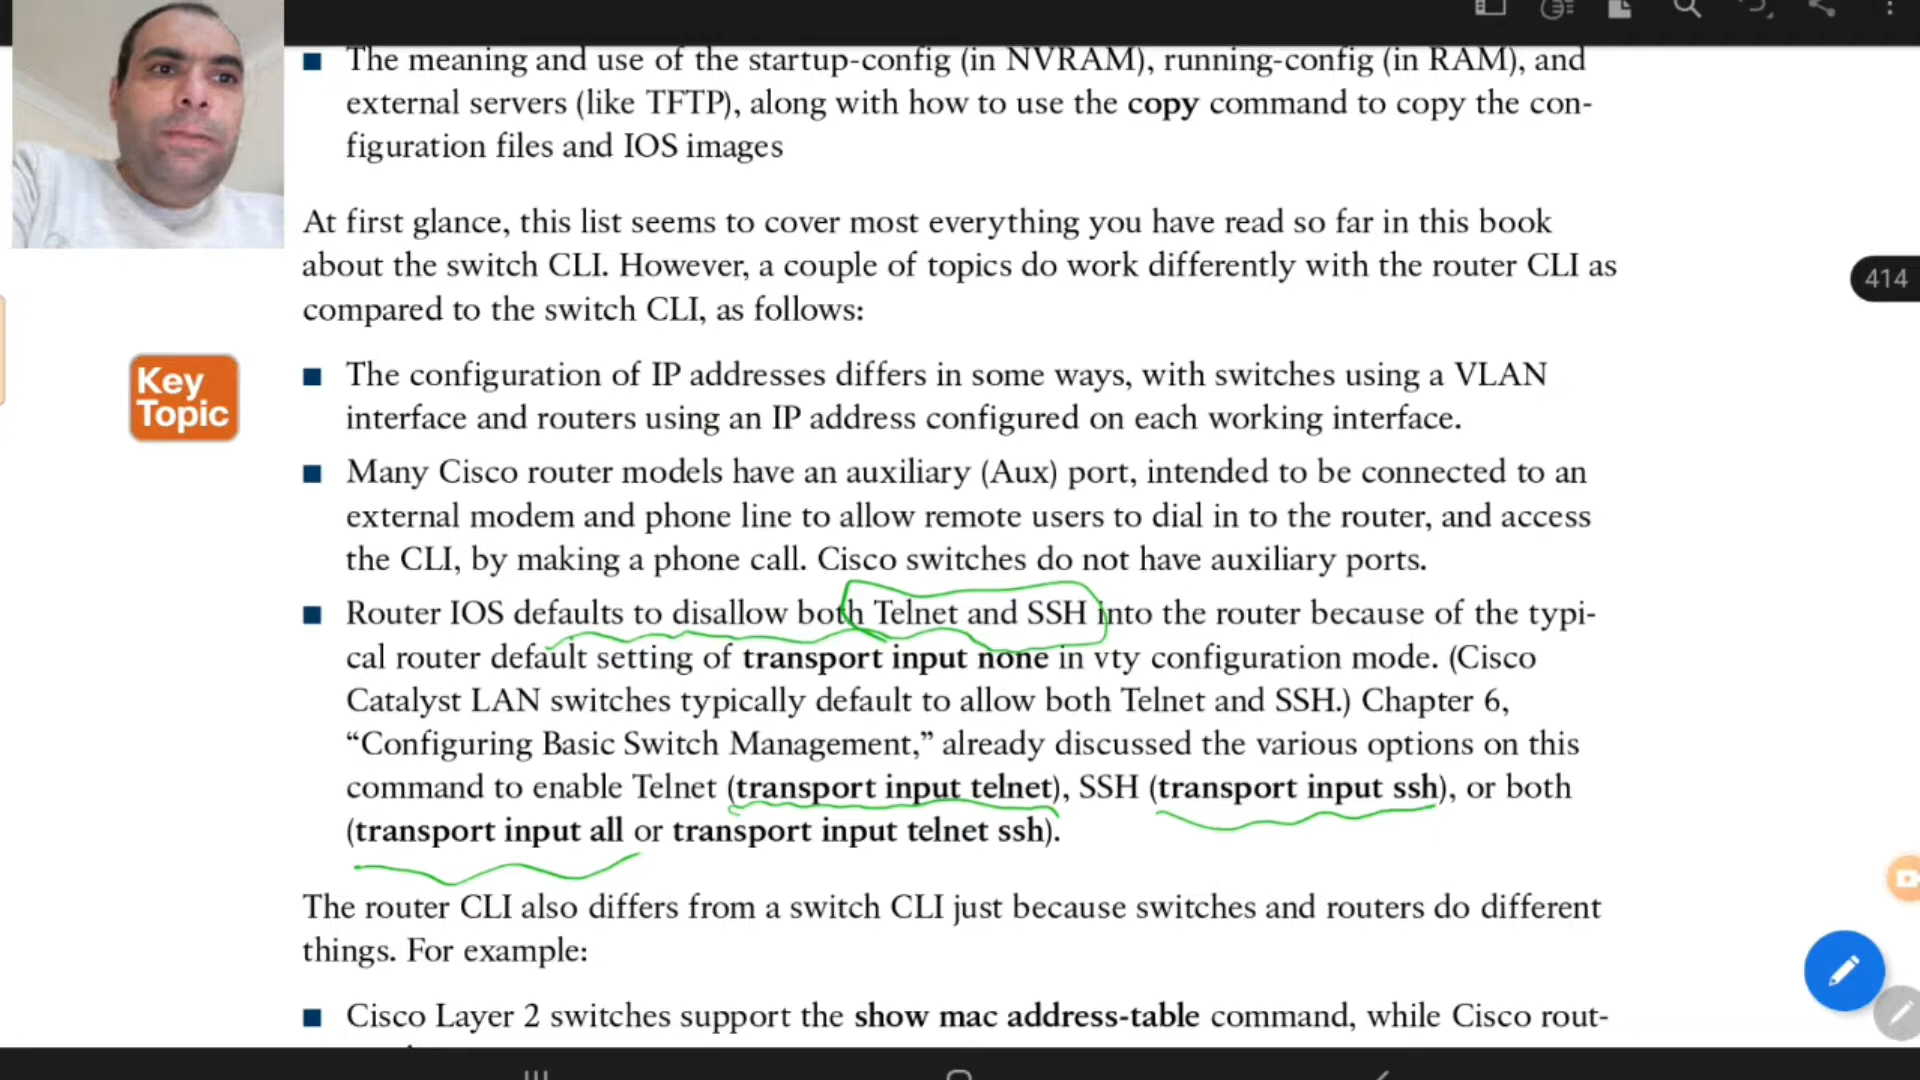 The meaning and use of the startup-config (in NVRAM), running-config (in RAM), and
external servers (like TFTP), along with how to use the copy command to copy the con-
figuration files and IOS images
At first glance, this list seems to cover most everything you have read so far in this book
about the switch CLI. However, a couple of topics do work differently with the router CLI as
compared to the switch CLI, as follows:
414
Key
Topic
The configuration of IP addresses differs in some ways, with switches using a VLAN
interface and routers using an IP address configured on each working interface.
Many Cisco router models have an auxiliary (Aux) port, intended to be connected to an
external modem and phone line to allow remote users to dial in to the router, and access
the CLI, by making a phone call. Cisco switches do not have auxiliary ports.
Router IOS defaults to disallow both Telnet and SSH into the router because of the typi-
cal router default setting of transport input none in vty configuration mode. (Cisco
Catalyst LAN switches typically default to allow both Telnet and SSH.) Chapter 6,
“Configuring Basic Switch Management,” already discussed the various options on this
command to enable Telnet (transport input telnet), SSH (transport input ssh), or both
(transport input all or transport input telnet ssh).
The router CLI also differs from a switch CLI just because switches and routers do different
things. For example:
Cisco Layer 2 switches support the show mac address-table command, while Cisco rout-